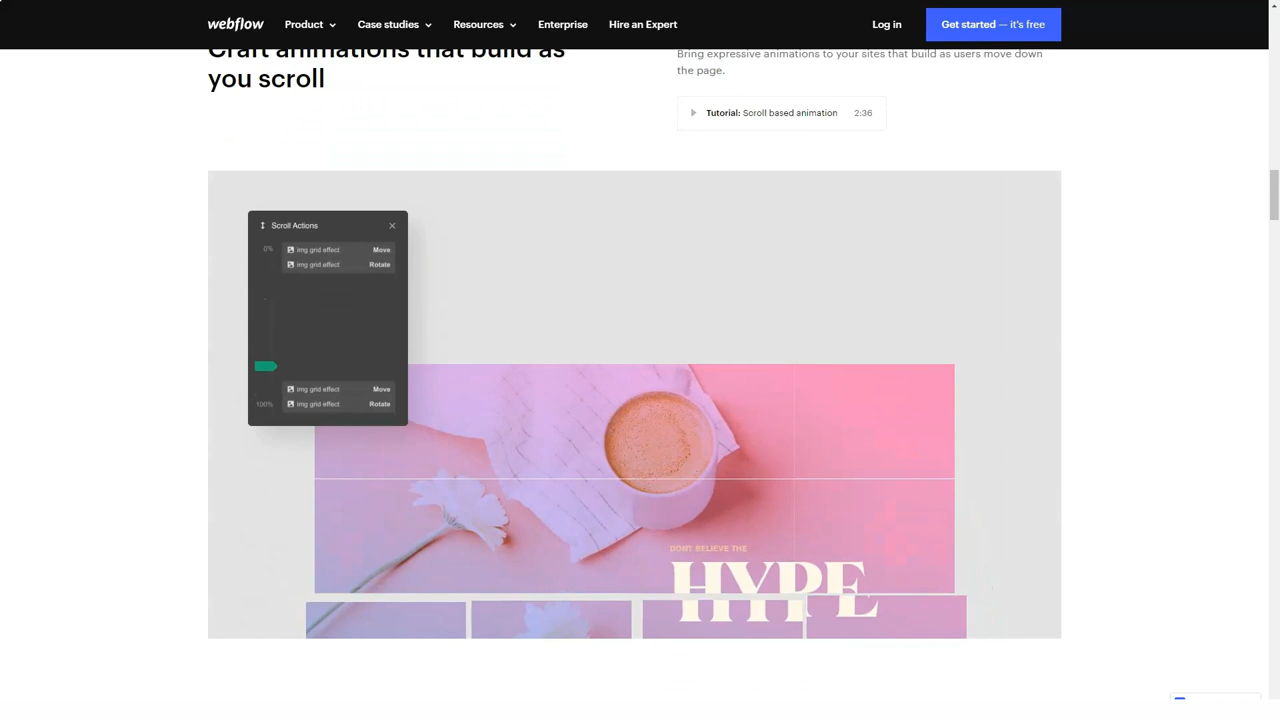 webflow
Product
Case studies
Resources
Enterprise
Hire an Expert
Log in
Get started — it's free
Craft animations that build as
you scroll
Bring expressive animations to your sites that build as users move down
the page.
Tutorial: Scroll based animation 2:36
Scroll Actions
0%
img grid effect Move
img grid effect Rotate
img grid effect Move
100%
img grid effect Rotate
DONT BELIEVE THE
HYPE